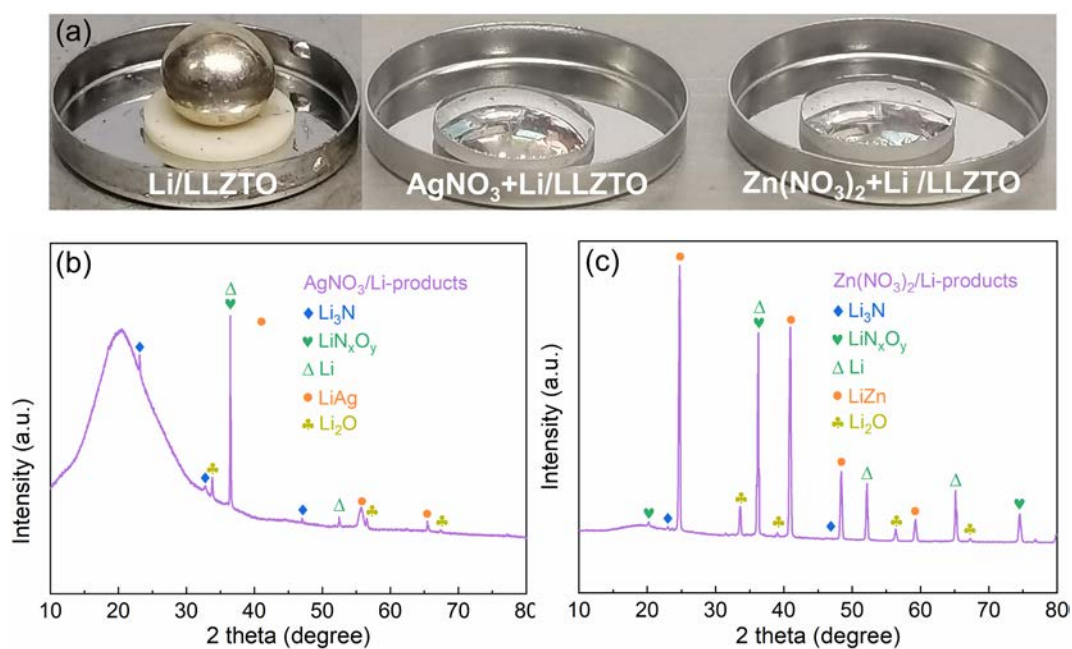 (a)
Li/LLZTO
AgNO₃+Li/LLZTO
Zn(NO₃)₂+Li /LLZTO
(b)
AgNO₃/Li-products
Li₃N
LiNₓOᵧ
Li
LiAg
Li₂O
Intensity (a.u.)
10 20 30 40 50 60 70 80
2 theta (degree)
(c)
Zn(NO₃)₂/Li-products
Li₃N
LiNₓOᵧ
Li
LiZn
Li₂O
Intensity (a.u.)
10 20 30 40 50 60 70 80
2 theta (degree)